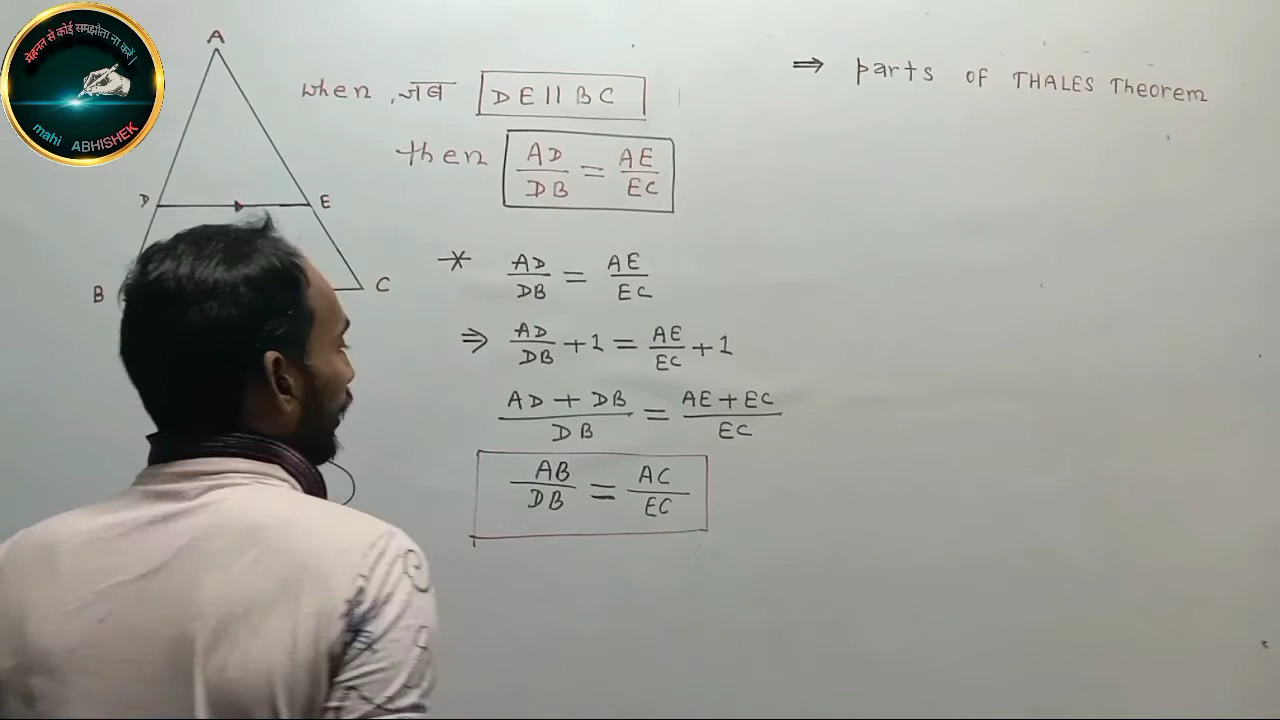 मेहनत से कोई समझौता ना करें।
mahi ABHISHEK
A
D E
B C
when , जब DE || BC
then AD/DB = AE/EC
* AD/DB = AE/EC
⇒ AD/DB + 1 = AE/EC + 1
AD + DB/DB = AE + EC/EC
AB/DB = AC/EC
⇒ parts OF THALES Theorem